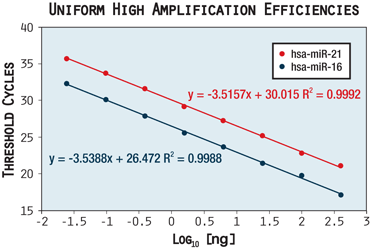 UNIFORM HIGH AMPLIFICATION EFFICIENCIES
THRESHOLD CYCLES
40
35
30
25
20
15
hsa-miR-21
hsa-miR-16
y = -3.5157x + 30.015 R² = 0.9992
y = -3.5388x + 26.472 R² = 0.9988
-2 -1.5 -1 -0.5 0 0.5 1 1.5 2 2.5 3
LOG₁₀ [ng]